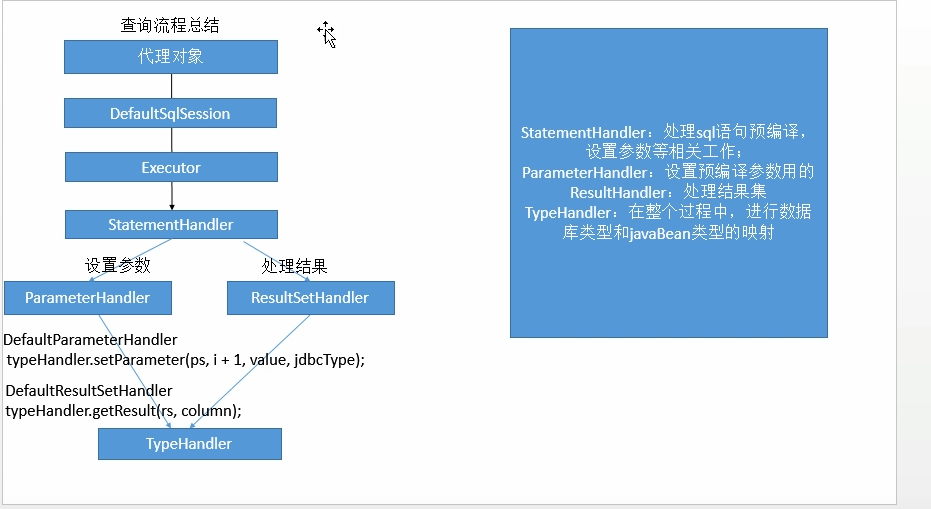 查询流程总结
代理对象
DefaultSqlSession
Executor
StatementHandler
设置参数
处理结果
ParameterHandler
ResultSetHandler
DefaultParameterHandler
typeHandler.setParameter(ps, i + 1, value, jdbcType);
DefaultResultSetHandler
typeHandler.getResult(rs, column);
TypeHandler
StatementHandler：处理sql语句预编译，
设置参数等相关工作；
ParameterHandler：设置预编译参数用的
ResultHandler：处理结果集
TypeHandler：在整个过程中，进行数据
库类型和javaBean类型的映射